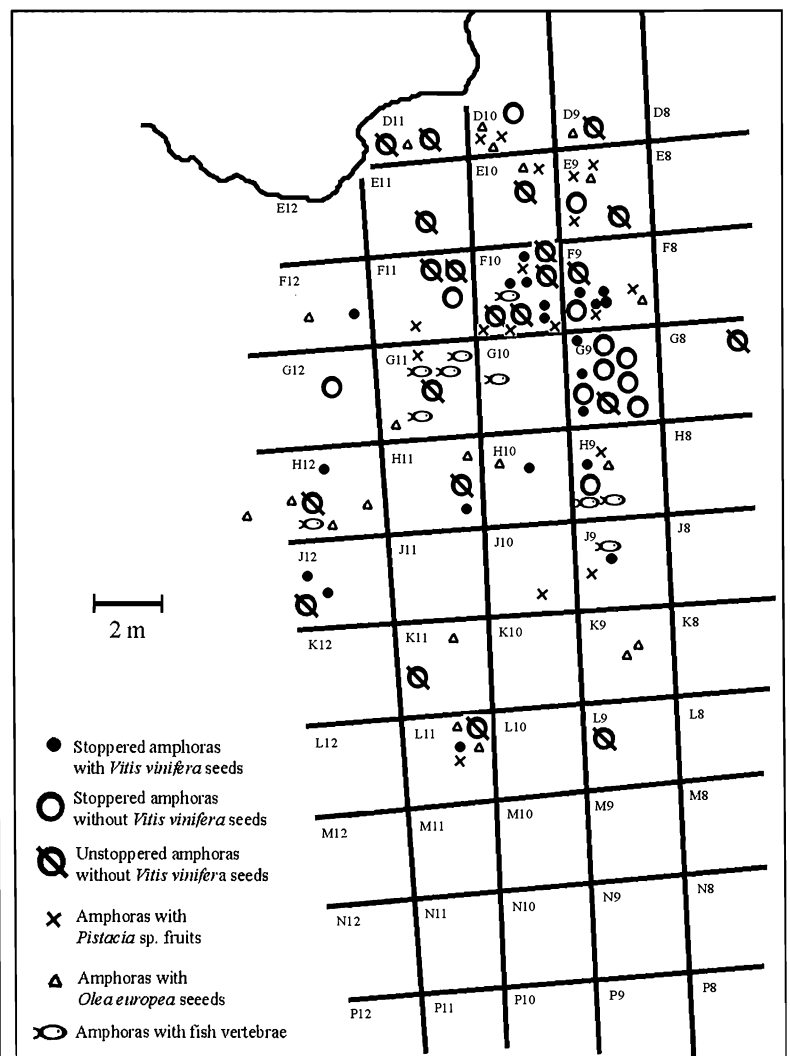 D11
D10
D9
D8
E12
E11
E10
E9
E8
F12
F11
F10
F9
F8
G12
G11
G10
G9
G8
H12
H11
H10
H9
H8
J12
J11
J10
J9
J8
2 m
K12
K11
K10
K9
K8
L12
L11
L10
L9
L8
M12
M11
M10
M9
M8
N12
N11
N10
N9
N8
P12
P11
P10
P9
P8
Stoppered amphoras
with Vitis vinifera seeds
Stoppered amphoras
without Vitis vinifera seeds
Unstoppered amphoras
without Vitis vinifera seeds
Amphoras with
Pistacia sp. fruits
Amphoras with
Olea europea seeeds
Amphoras with fish vertebrae